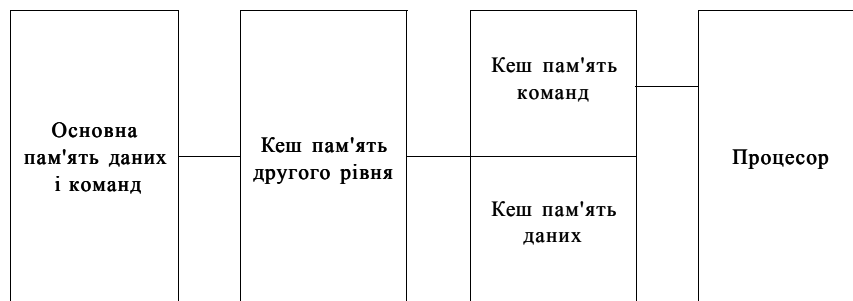 Основна
пам'ять даних
і команд
Кеш пам'ять
другого рівня
Кеш пам'ять
команд
Кеш пам'ять
даних
Процесор